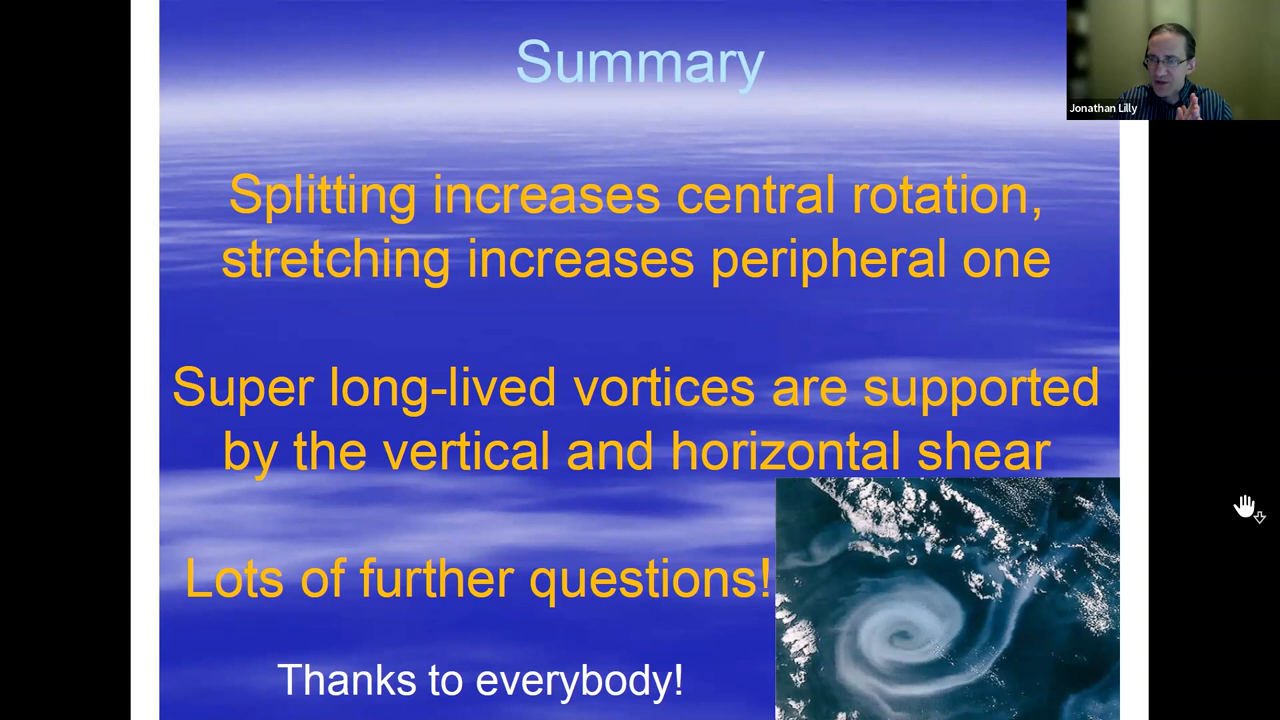 Summary
Jonathan Lilly
Splitting increases central rotation,
stretching increases peripheral one
Super long-lived vortices are supported
by the vertical and horizontal shear
Lots of further questions!
Thanks to everybody!